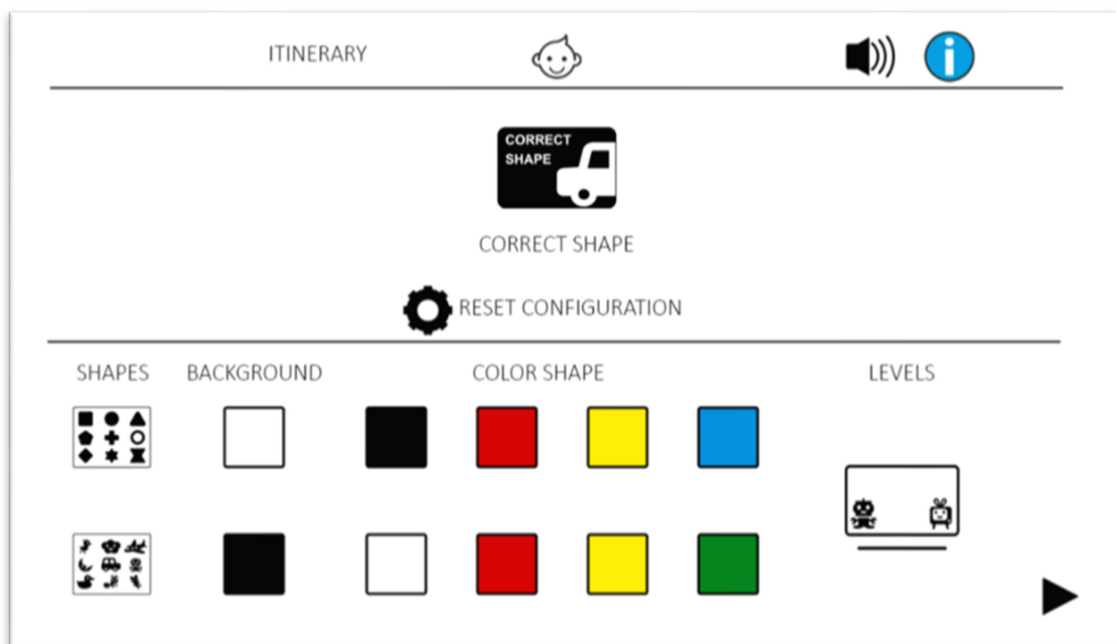 ITINERARY
CORRECT
SHAPE
CORRECT SHAPE
RESET CONFIGURATION
SHAPES BACKGROUND COLOR SHAPE LEVELS